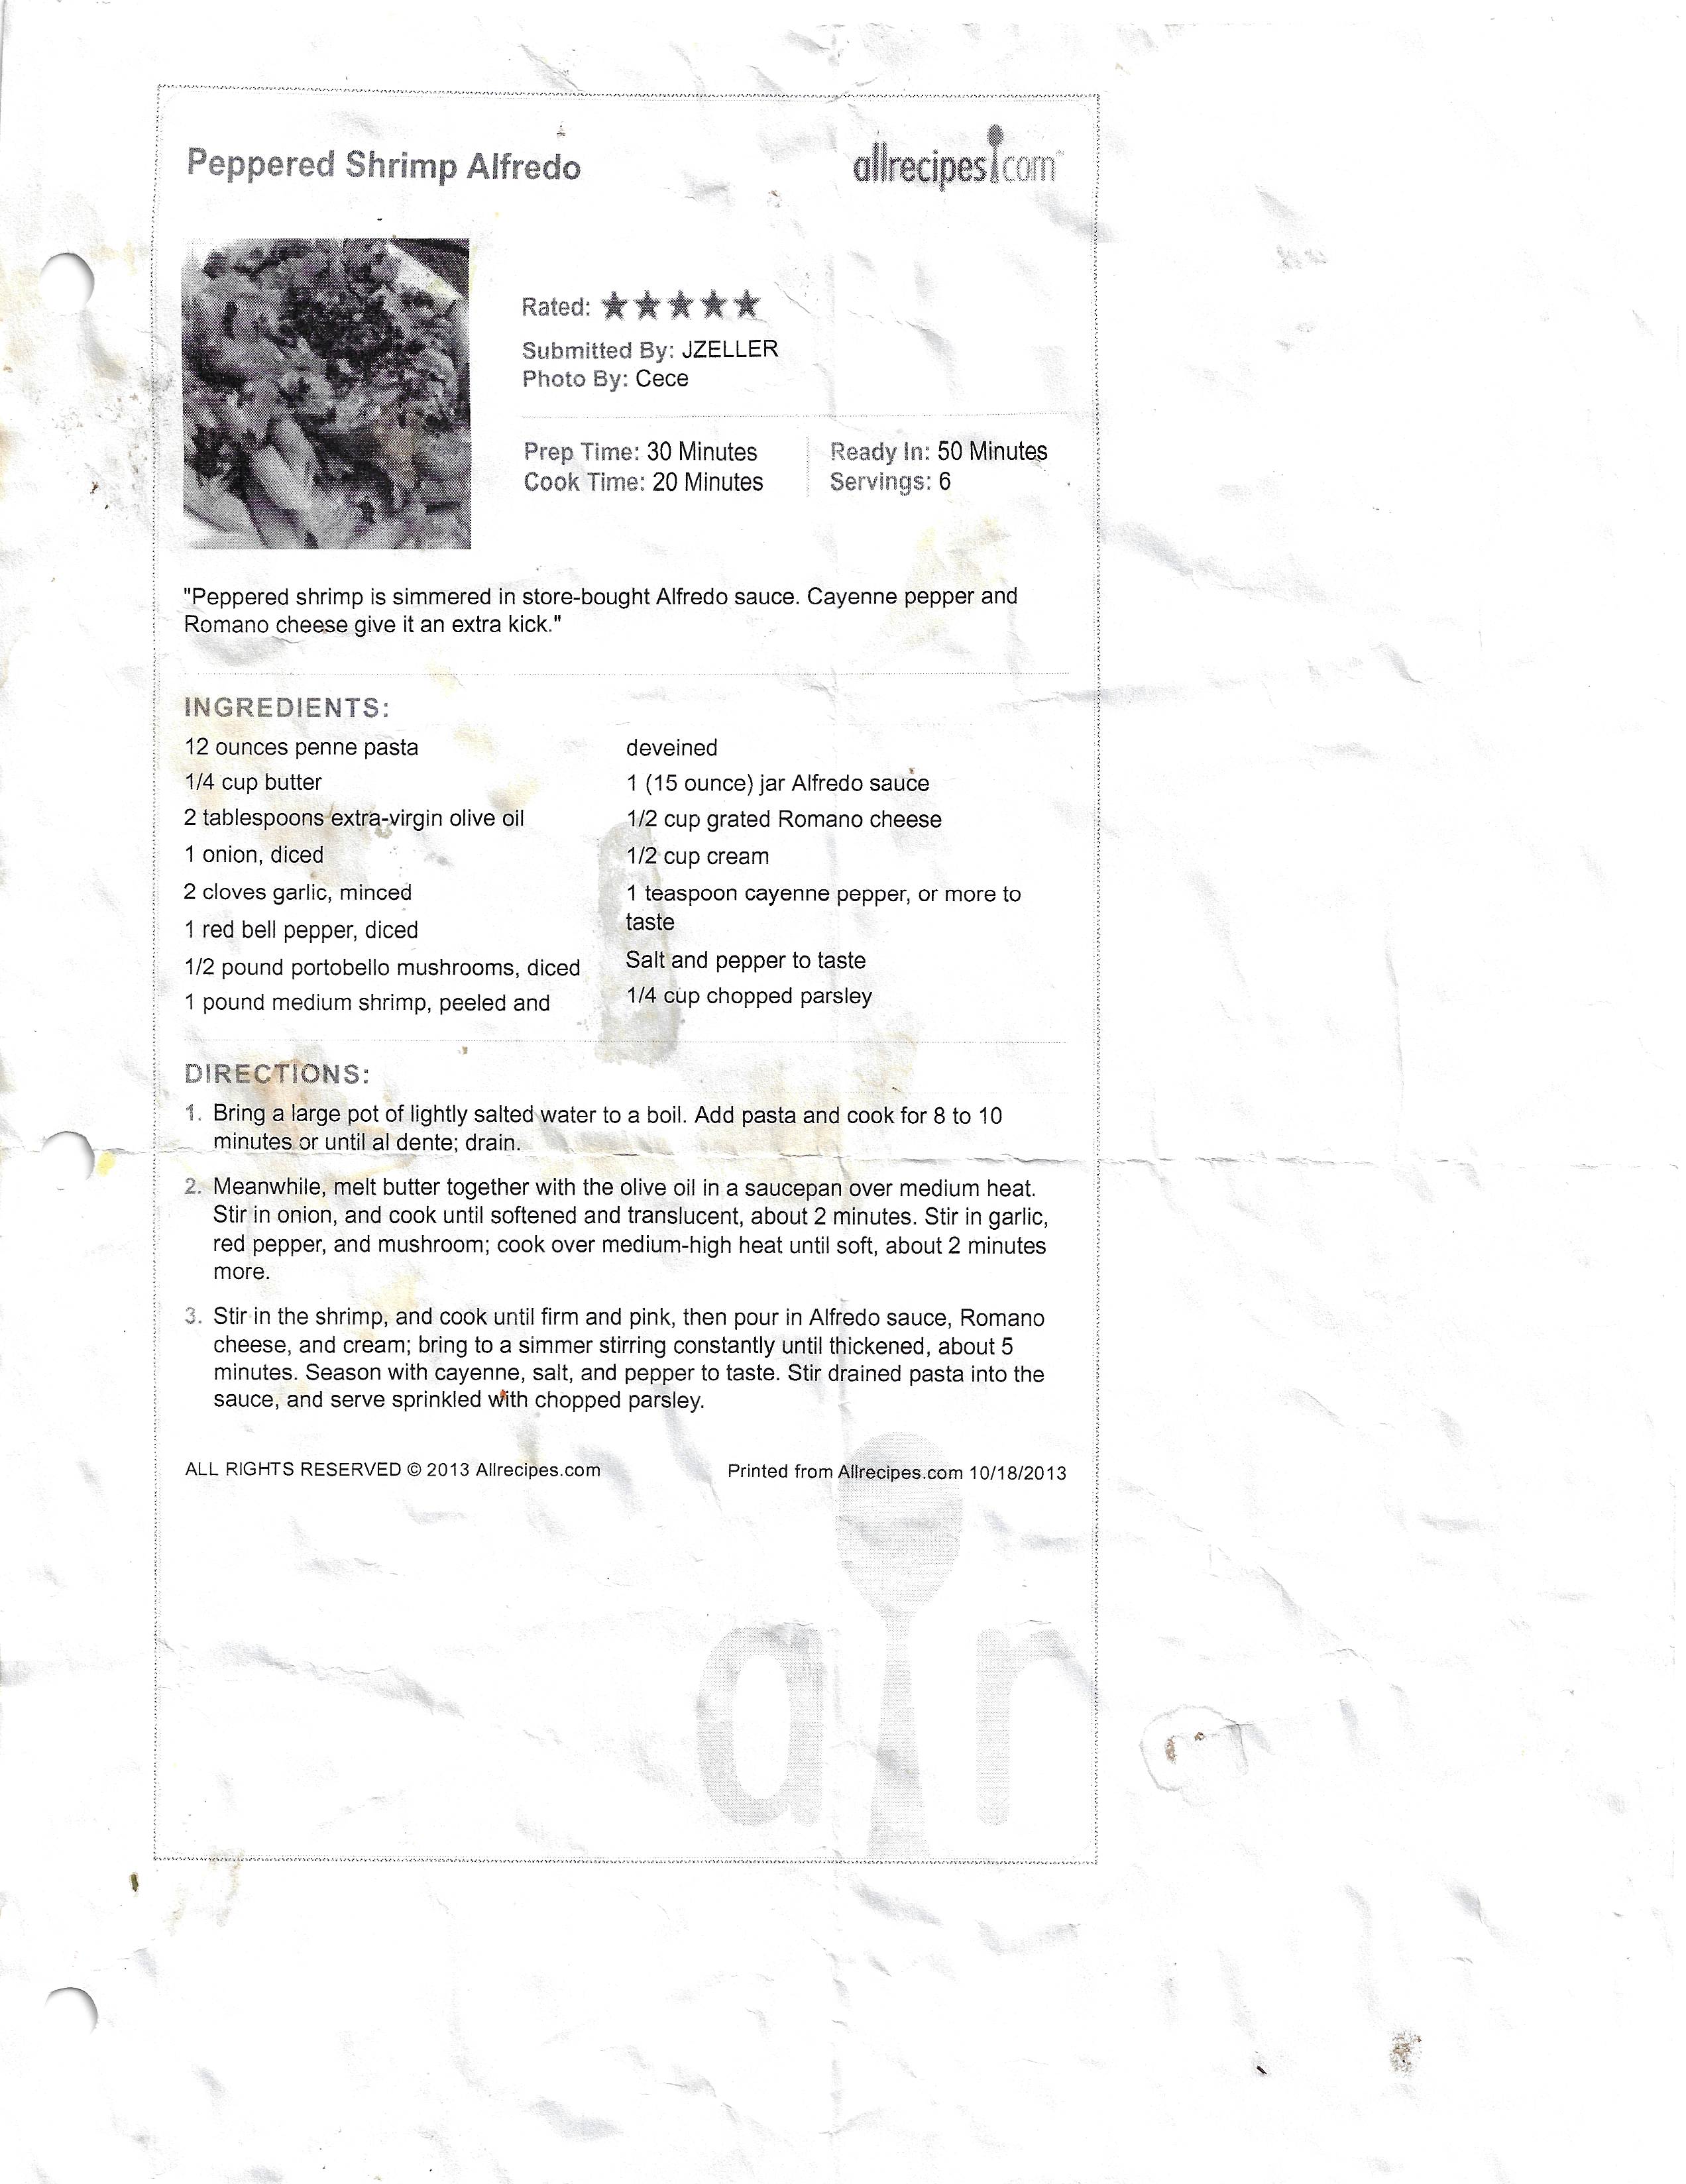 Peppered Shrimp Alfredo
allrecipes.com
Rated: ★★★★★
Submitted By: JZELLER
Photo By: Cece
Prep Time: 30 Minutes
Cook Time: 20 Minutes
Ready In: 50 Minutes
Servings: 6
"Peppered shrimp is simmered in store-bought Alfredo sauce. Cayenne pepper and
Romano cheese give it an extra kick."
INGREDIENTS:
12 ounces penne pasta
1/4 cup butter
2 tablespoons extra-virgin olive oil
1 onion, diced
2 cloves garlic, minced
1 red bell pepper, diced
1/2 pound portobello mushrooms, diced
1 pound medium shrimp, peeled and
deveined
1 (15 ounce) jar Alfredo sauce
1/2 cup grated Romano cheese
1/2 cup cream
1 teaspoon cayenne pepper, or more to
taste
Salt and pepper to taste
1/4 cup chopped parsley
DIRECTIONS:
1. Bring a large pot of lightly salted water to a boil. Add pasta and cook for 8 to 10
minutes or until al dente; drain.
2. Meanwhile, melt butter together with the olive oil in a saucepan over medium heat.
Stir in onion, and cook until softened and translucent, about 2 minutes. Stir in garlic,
red pepper, and mushroom; cook over medium-high heat until soft, about 2 minutes
more.
3. Stir in the shrimp, and cook until firm and pink, then pour in Alfredo sauce, Romano
cheese, and cream; bring to a simmer stirring constantly until thickened, about 5
minutes. Season with cayenne, salt, and pepper to taste. Stir drained pasta into the
sauce, and serve sprinkled with chopped parsley.
ALL RIGHTS RESERVED © 2013 Allrecipes.com
Printed from Allrecipes.com 10/18/2013
a r